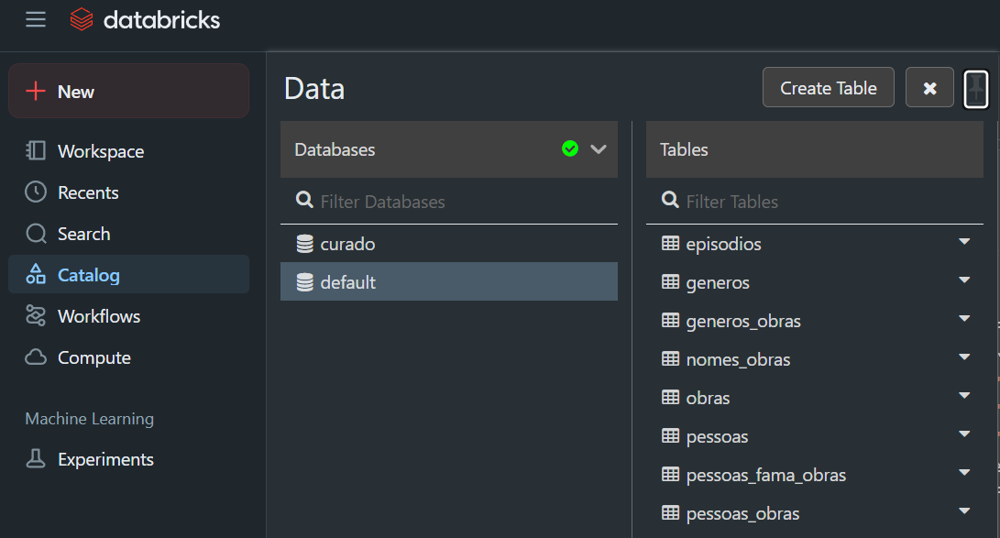 databricks
New
Workspace
Recents
Search
Catalog
Workflows
Compute
Machine Learning
Experiments
Data
Create Table
Databases
Filter Databases
curado
default
Tables
Filter Tables
episodios
generos
generos_obras
nomes_obras
obras
pessoas
pessoas_fama_obras
pessoas_obras